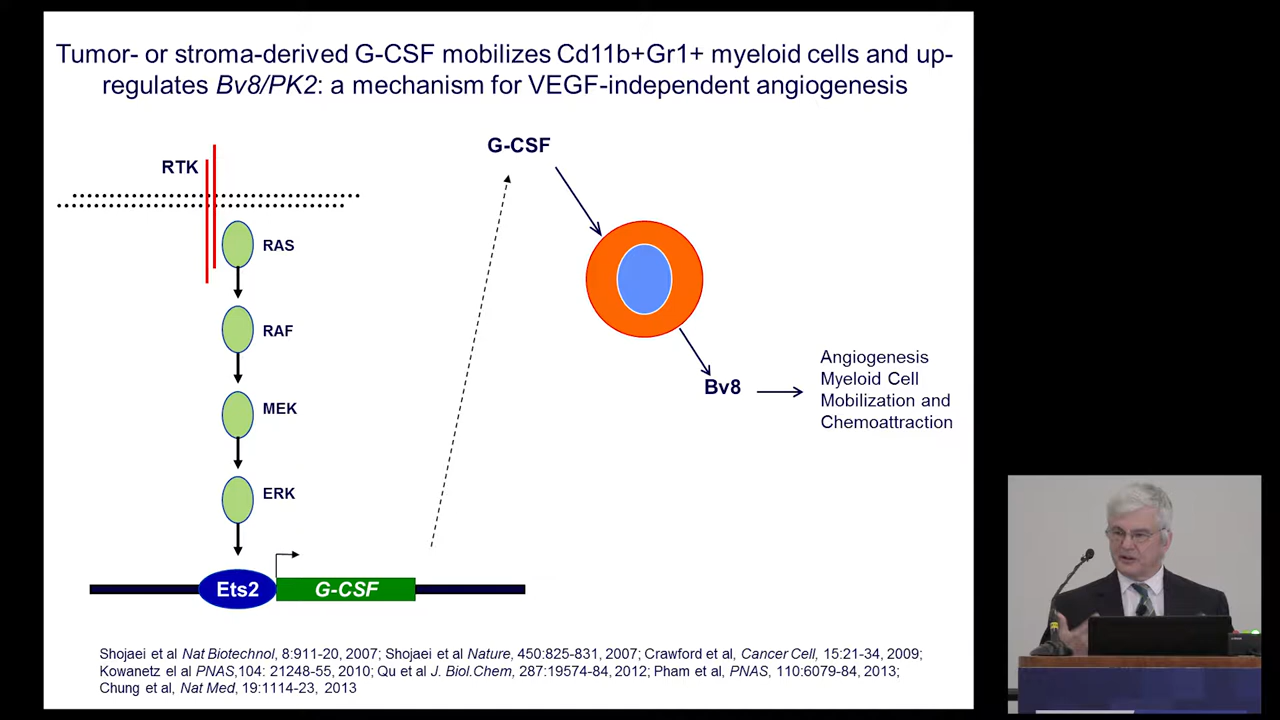 Tumor- or stroma-derived G-CSF mobilizes Cd11b+Gr1+ myeloid cells and up-
regulates Bv8/PK2: a mechanism for VEGF-independent angiogenesis
G-CSF
RTK
RAS
RAF
MEK
ERK
Ets2
G-CSF
Bv8
Angiogenesis
Myeloid Cell
Mobilization and
Chemoattraction
Shojaei et al Nat Biotechnol, 8:911-20, 2007; Shojaei et al Nature, 450:825-831, 2007; Crawford et al, Cancer Cell, 15:21-34, 2009;
Kowanetz el al PNAS,104: 21248-55, 2010; Qu et al J. Biol.Chem, 287:19574-84, 2012; Pham et al, PNAS, 110:6079-84, 2013;
Chung et al, Nat Med, 19:1114-23, 2013